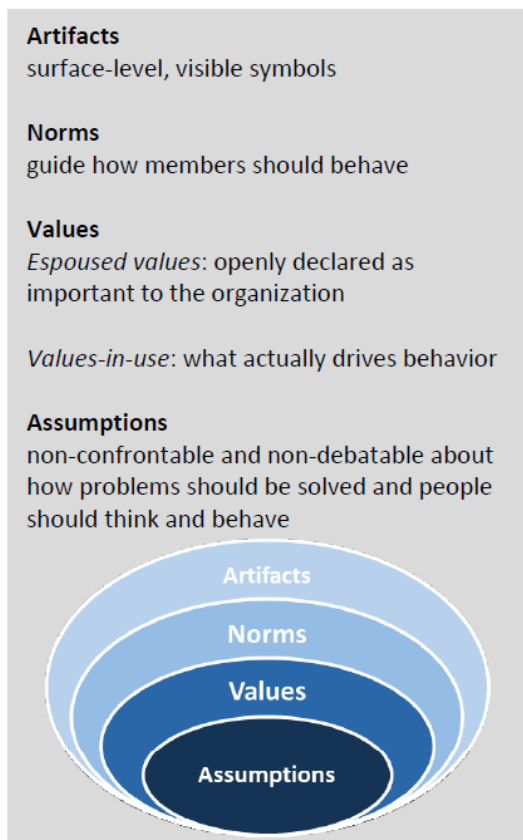 Artifacts
surface-level, visible symbols
Norms
guide how members should behave
Values
Espoused values: openly declared as
important to the organization
Values-in-use: what actually drives behavior
Assumptions
non-confrontable and non-debatable about
how problems should be solved and people
should think and behave
Artifacts
Norms
Values
Assumptions